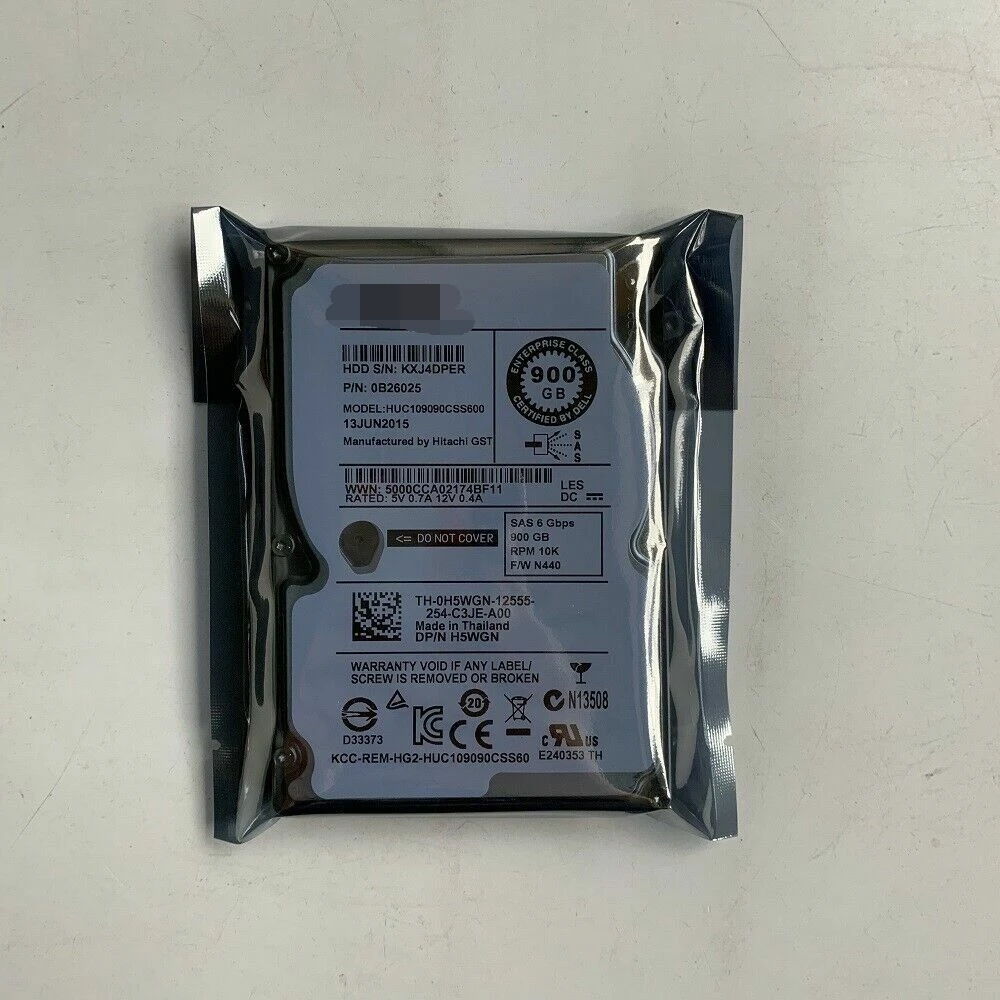 HDD S/N: KXJ4DPER
P/N: 0B26025
MODEL:HUC109090CSS600
13JUN2015
Manufactured by Hitachi GST
ENTERPRISE CLASS
900
GB
CERTIFIED BY DELL
S
A
S
WWN: 5000CCA02174BF11
RATED: 5V 0.7A 12V 0.4A
LES
DC
<= DO NOT COVER
SAS 6 Gbps
900 GB
RPM 10K
F/W N440
TH-0H5WGN-12555-
254-C3JE-A00
Made in Thailand
DP/N H5WGN
WARRANTY VOID IF ANY LABEL/
SCREW IS REMOVED OR BROKEN
D33373
20
N13508
C US
E240353 TH
KCC-REM-HG2-HUC109090CSS60